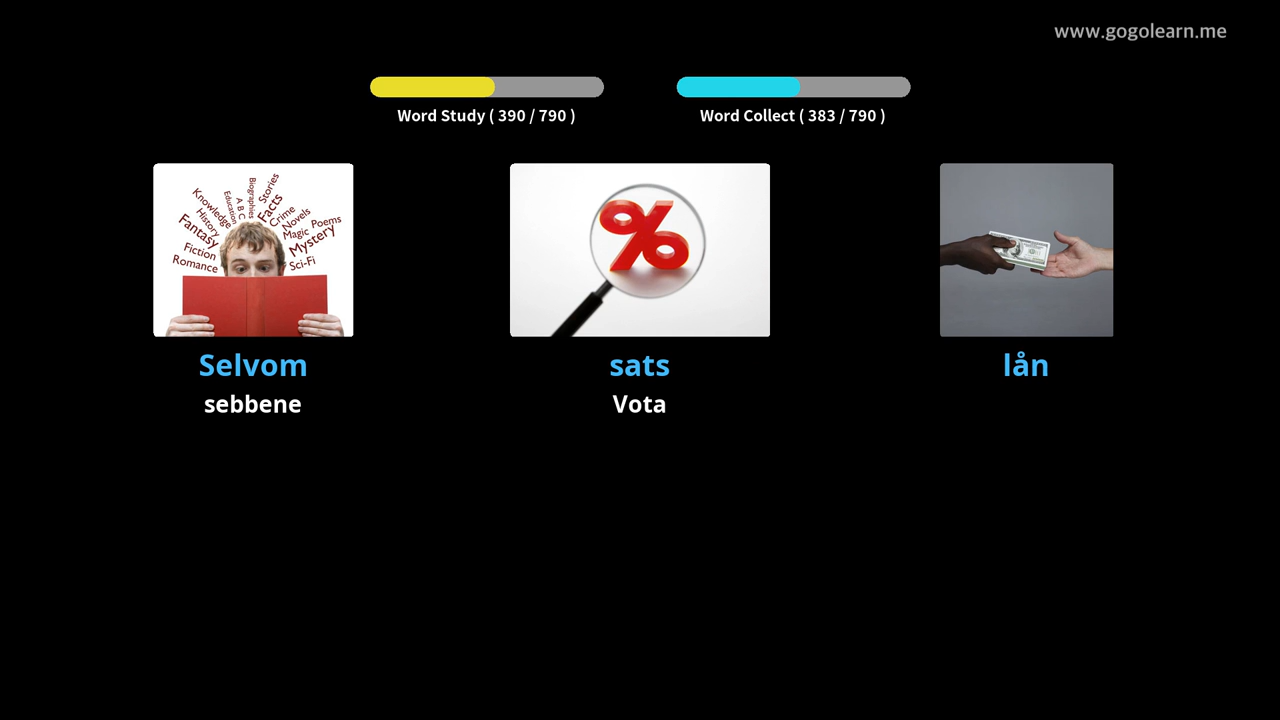 www.gogolearn.me
Word Study ( 390 / 790 )
Word Collect ( 383 / 790 )
Stories
Biographies
Facts
A B C
Education
Knowledge
Crime
History
Novels
Fantasy
Magic
Poems
Mystery
Fiction
Romance
Sci-Fi
%
Selvom
sats
lån
sebbene
Vota